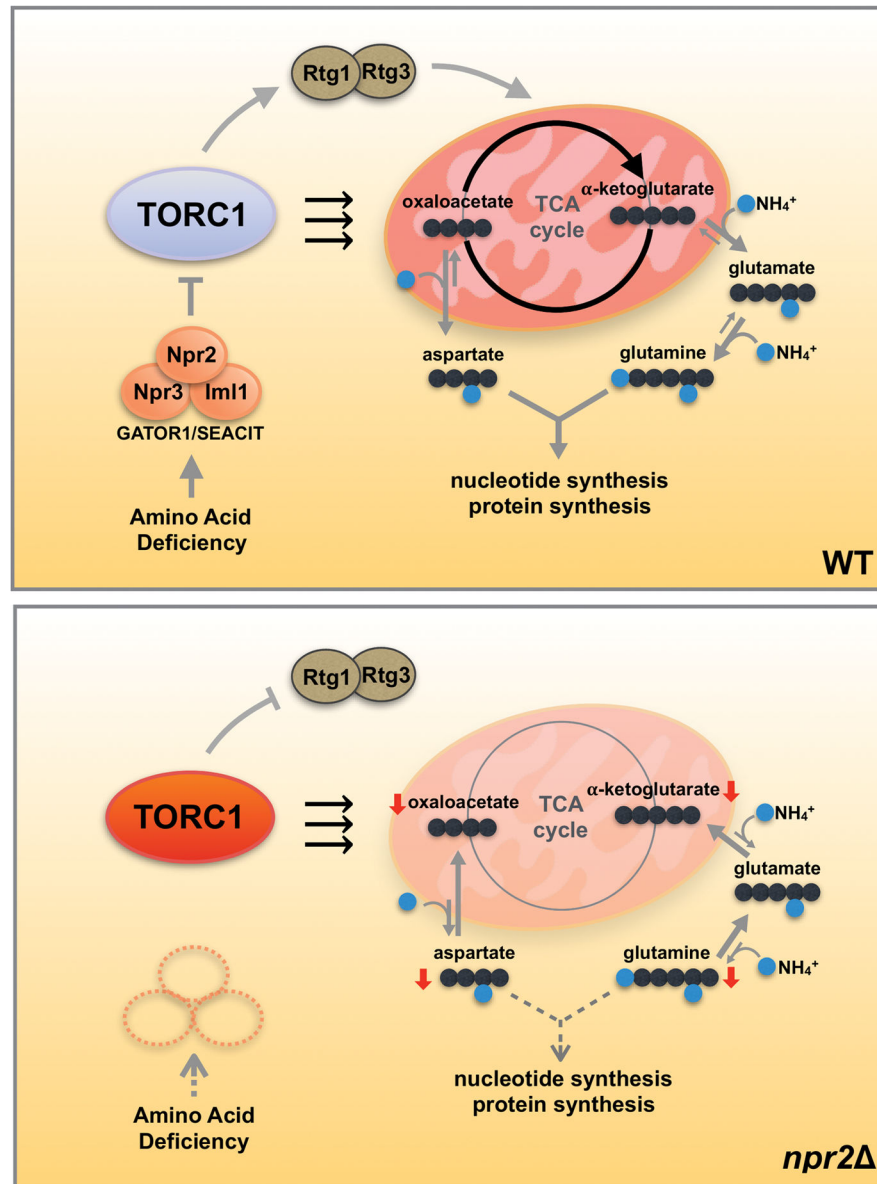 Rtg1 Rtg3
TORC1
oxaloacetate
TCA
cycle
α-ketoglutarate
NH₄⁺
glutamate
NH₄⁺
aspartate
glutamine
Npr2
Npr3 Iml1
GATOR1/SEACIT
Amino Acid
Deficiency
nucleotide synthesis
protein synthesis
WT
Rtg1 Rtg3
TORC1
oxaloacetate
TCA
cycle
α-ketoglutarate
NH₄⁺
glutamate
NH₄⁺
aspartate
glutamine
Amino Acid
Deficiency
nucleotide synthesis
protein synthesis
npr2Δ